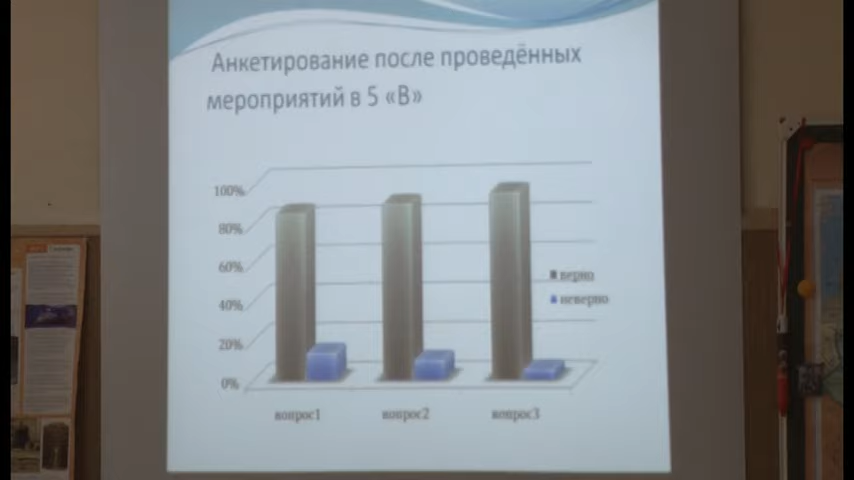 Анкетирование после проведённых
мероприятий в 5 «В»
100%
80%
60%
40%
20%
0%
верно
неверно
вопрос1
вопрос2
вопрос3